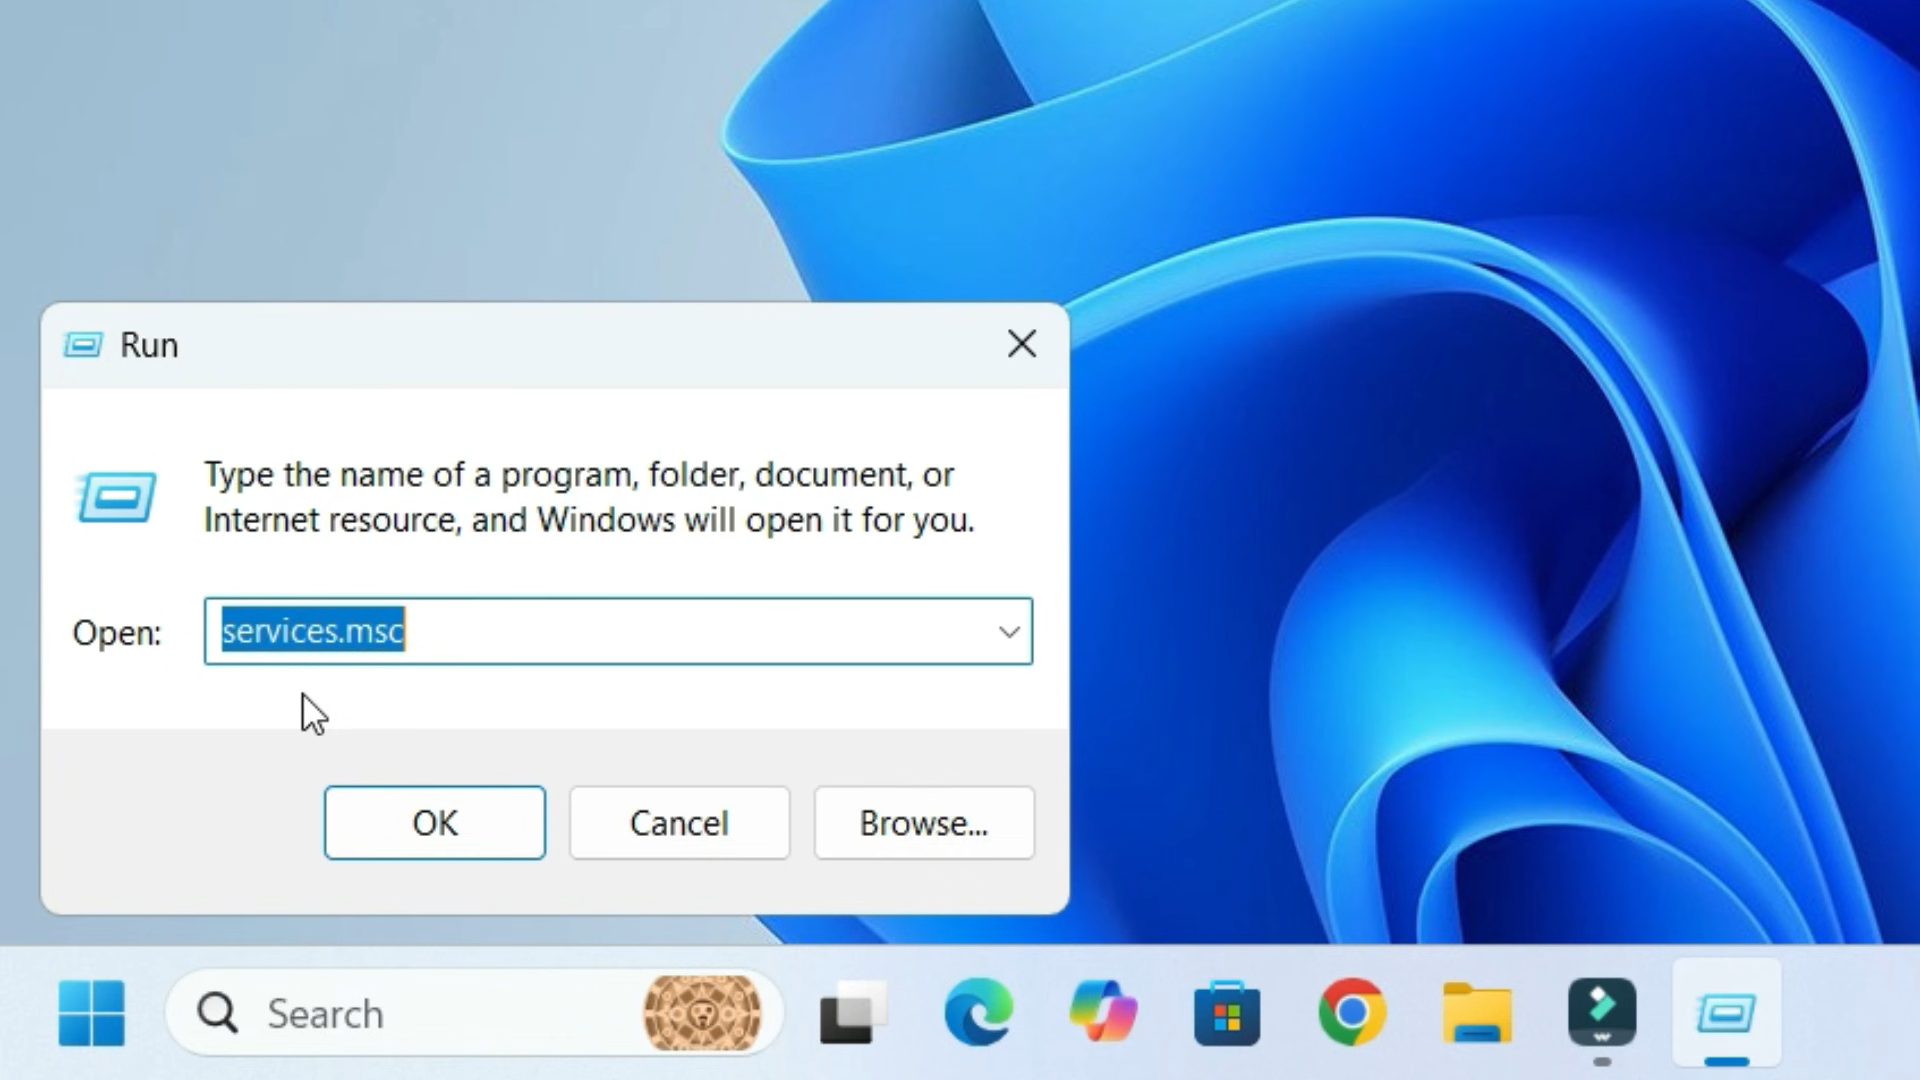 Run
Type the name of a program, folder, document, or
Internet resource, and Windows will open it for you.
Open: services.msc
OK Cancel Browse...
Search